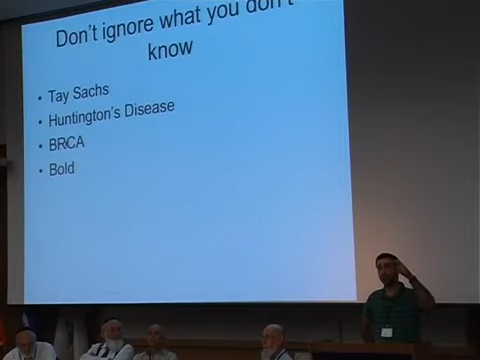 Don't ignore what you don't
know
• Tay Sachs
• Huntington's Disease
• BRCA
• Bold